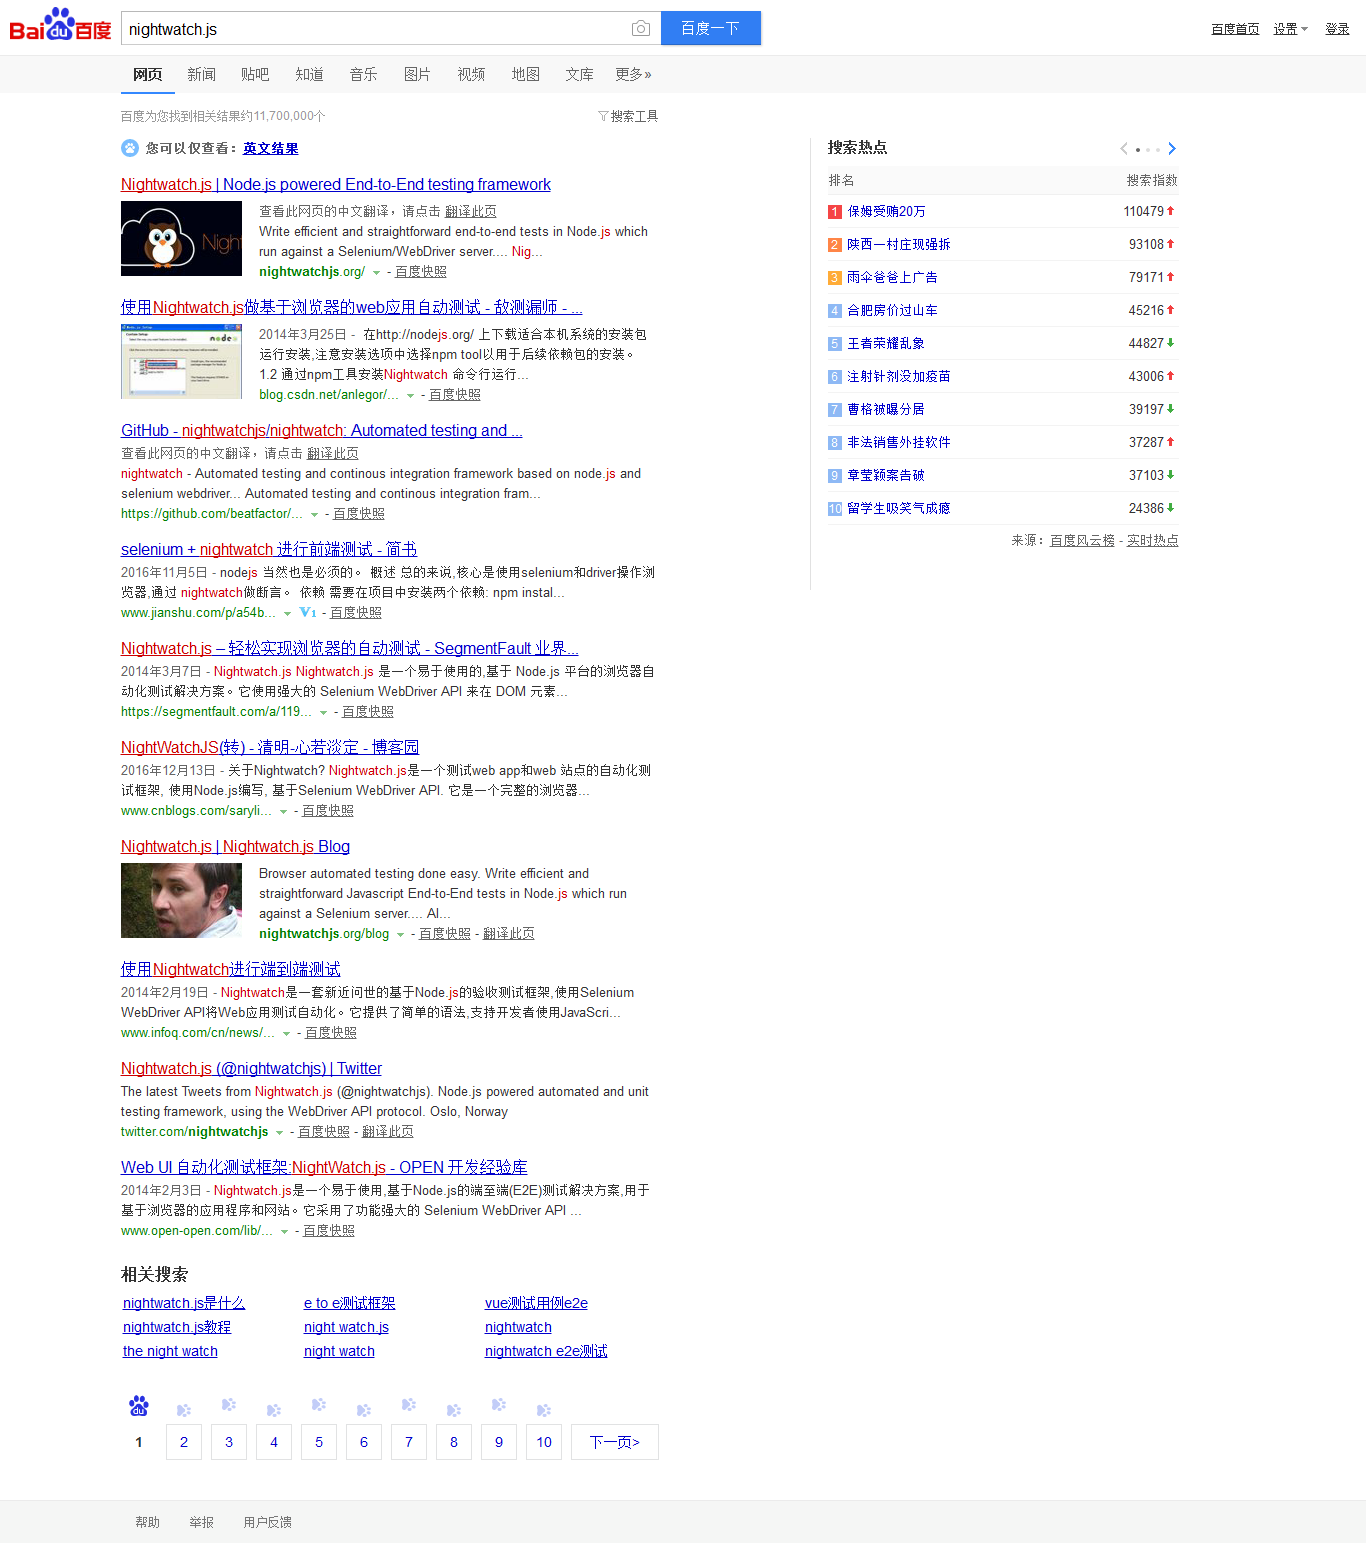 Bai du 百度
nightwatch.js
百度一下
百度首页 设置 登录
网页 新闻 贴吧 知道 音乐 图片 视频 地图 文库 更多»
百度为您找到相关结果约11,700,000个
搜索工具
您可以仅查看：英文结果
Nightwatch.js | Node.js powered End-to-End testing framework
Nigh
查看此网页的中文翻译，请点击 翻译此页
Write efficient and straightforward end-to-end tests in Node.js which
run against a Selenium/WebDriver server.... Nig...
nightwatchjs.org/ - 百度快照
使用Nightwatch.js做基于浏览器的web应用自动测试 - 敌测漏师 - ...
2014年3月25日 - 在http://nodejs.org/ 上下载适合本机系统的安装包
运行安装,注意安装选项中选择npm tool以用于后续依赖包的安装。
1.2 通过npm工具安装Nightwatch 命令行运行...
blog.csdn.net/anlegor/... - 百度快照
GitHub - nightwatchjs/nightwatch: Automated testing and ...
查看此网页的中文翻译，请点击 翻译此页
nightwatch - Automated testing and continous integration framework based on node.js and
selenium webdriver... Automated testing and continous integration fram...
https://github.com/beatfactor/... - 百度快照
selenium + nightwatch 进行前端测试 - 简书
2016年11月5日 - nodejs 当然也是必须的。 概述 总的来说,核心是使用selenium和driver操作浏
览器,通过 nightwatch做断言。 依赖 需要在项目中安装两个依赖: npm instal...
www.jianshu.com/p/a54b... V1 - 百度快照
Nightwatch.js – 轻松实现浏览器的自动测试 - SegmentFault 业界...
2014年3月7日 - Nightwatch.js Nightwatch.js 是一个易于使用的,基于 Node.js 平台的浏览器自
动化测试解决方案。它使用强大的 Selenium WebDriver API 来在 DOM 元素...
https://segmentfault.com/a/119... - 百度快照
NightWatchJS(转) - 清明-心若淡定 - 博客园
2016年12月13日 - 关于Nightwatch? Nightwatch.js是一个测试web app和web 站点的自动化测
试框架, 使用Node.js编写, 基于Selenium WebDriver API. 它是一个完整的浏览器...
www.cnblogs.com/saryli... - 百度快照
Nightwatch.js | Nightwatch.js Blog
Browser automated testing done easy. Write efficient and
straightforward Javascript End-to-End tests in Node.js which run
against a Selenium server.... Al...
nightwatchjs.org/blog - 百度快照 - 翻译此页
使用Nightwatch进行端到端测试
2014年2月19日 - Nightwatch是一套新近问世的基于Node.js的验收测试框架,使用Selenium
WebDriver API将Web应用测试自动化。它提供了简单的语法,支持开发者使用JavaScri...
www.infoq.com/cn/news/... - 百度快照
Nightwatch.js (@nightwatchjs) | Twitter
The latest Tweets from Nightwatch.js (@nightwatchjs). Node.js powered automated and unit
testing framework, using the WebDriver API protocol. Oslo, Norway
twitter.com/nightwatchjs - 百度快照 - 翻译此页
Web UI 自动化测试框架:NightWatch.js - OPEN 开发经验库
2014年2月3日 - Nightwatch.js是一个易于使用,基于Node.js的端至端(E2E)测试解决方案,用于
基于浏览器的应用程序和网站。它采用了功能强大的 Selenium WebDriver API ...
www.open-open.com/lib/... - 百度快照
相关搜索
nightwatch.js是什么 e to e测试框架 vue测试用例e2e
nightwatch.js教程 night watch.js nightwatch
the night watch night watch nightwatch e2e测试
du
1 2 3 4 5 6 7 8 9 10 下一页>
搜索热点
排名 搜索指数
1 保姆受贿20万 110479
2 陕西一村庄现强拆 93108
3 雨伞爸爸上广告 79171
4 合肥房价过山车 45216
5 王者荣耀乱象 44827
6 注射针剂没加疫苗 43006
7 曹格被曝分居 39197
8 非法销售外挂软件 37287
9 章莹颖案告破 37103
10 留学生吸笑气成瘾 24386
来源：百度风云榜 - 实时热点
帮助 举报 用户反馈